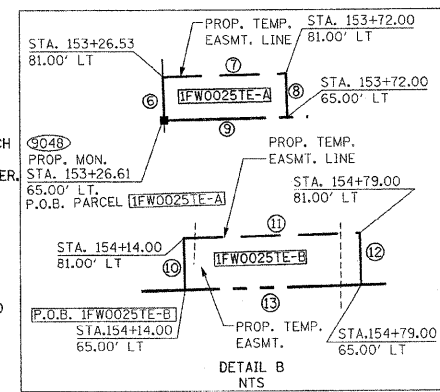 PROP. TEMP.
EASMT. LINE
STA. 153+72.00
81.00' LT
STA. 153+26.53
81.00' LT
⑦
STA. 153+72.00
65.00' LT
⑥
1FW0025TE-A
⑧
⑨
CH
9048
PROP. MON.
ER.
STA. 153+26.61
65.00' LT.
P.O.B. PARCEL 1FW0025TE-A
PROP. TEMP.
EASMT. LINE
STA. 154+79.00
81.00' LT
STA. 154+14.00
81.00' LT
⑪
⑩
1FW0025TE-B
⑫
⑬
P.O.B. 1FW0025TE-B
STA.154+14.00
65.00' LT
PROP. TEMP.
EASMT.
STA.154+79.00
65.00' LT
DETAIL B
NTS